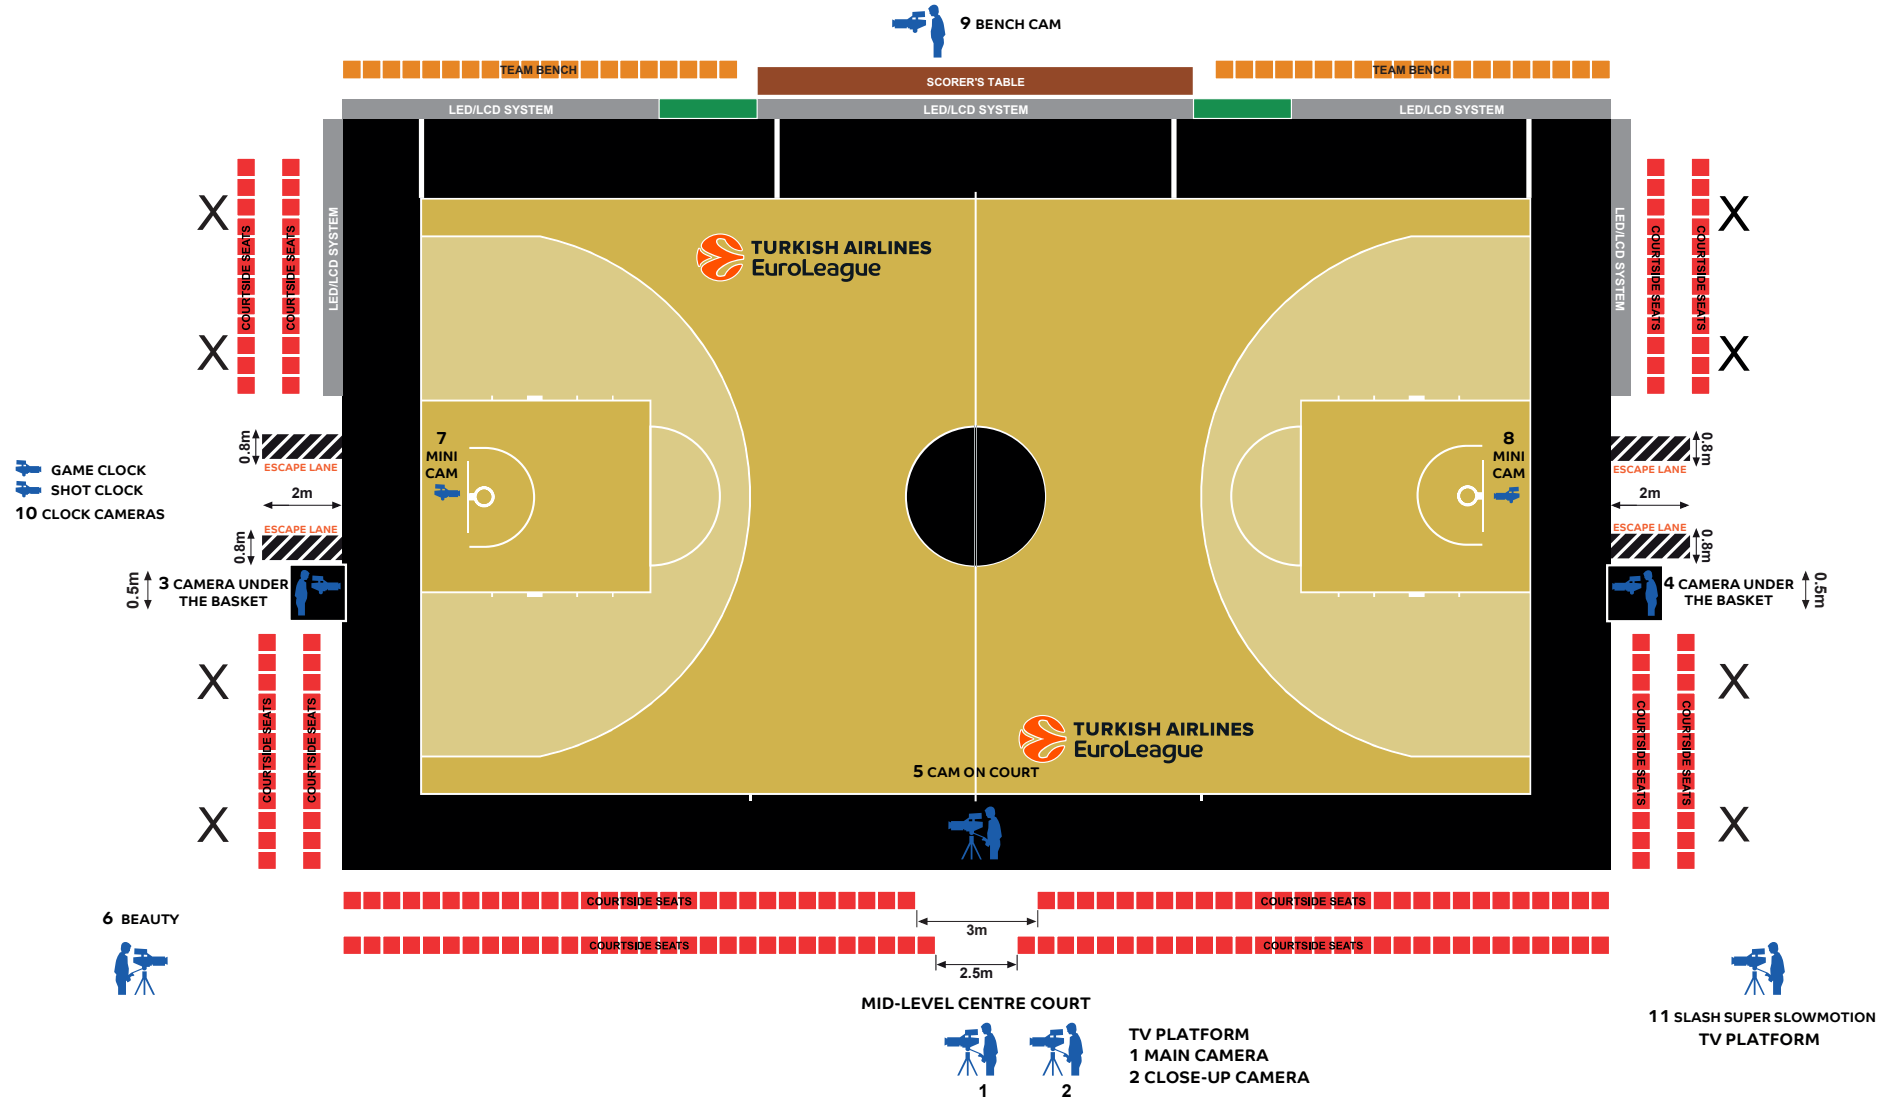 9 BENCH CAM
TEAM BENCH
SCORER'S TABLE
TEAM BENCH
LED/LCD SYSTEM
LED/LCD SYSTEM
LED/LCD SYSTEM
X
COURTSIDE SEATS
COURTSIDE SEATS
LED/LCD SYSTEM
X
TURKISH AIRLINES
EuroLeague
LED/LCD SYSTEM
COURTSIDE SEATS
COURTSIDE SEATS
X
X
0.8m
ESCAPE LANE
2m
ESCAPE LANE
0.8m
GAME CLOCK
SHOT CLOCK
10 CLOCK CAMERAS
7
MINI
CAM
8
MINI
CAM
0.8m
ESCAPE LANE
2m
ESCAPE LANE
0.8m
0.5m
3 CAMERA UNDER
THE BASKET
4 CAMERA UNDER
THE BASKET
0.5m
X
COURTSIDE SEATS
COURTSIDE SEATS
X
TURKISH AIRLINES
EuroLeague
5 CAM ON COURT
COURTSIDE SEATS
COURTSIDE SEATS
X
X
COURTSIDE SEATS
COURTSIDE SEATS
3m
COURTSIDE SEATS
COURTSIDE SEATS
2.5m
6 BEAUTY
MID-LEVEL CENTRE COURT
1
2
TV PLATFORM
1 MAIN CAMERA
2 CLOSE-UP CAMERA
11 SLASH SUPER SLOWMOTION
TV PLATFORM